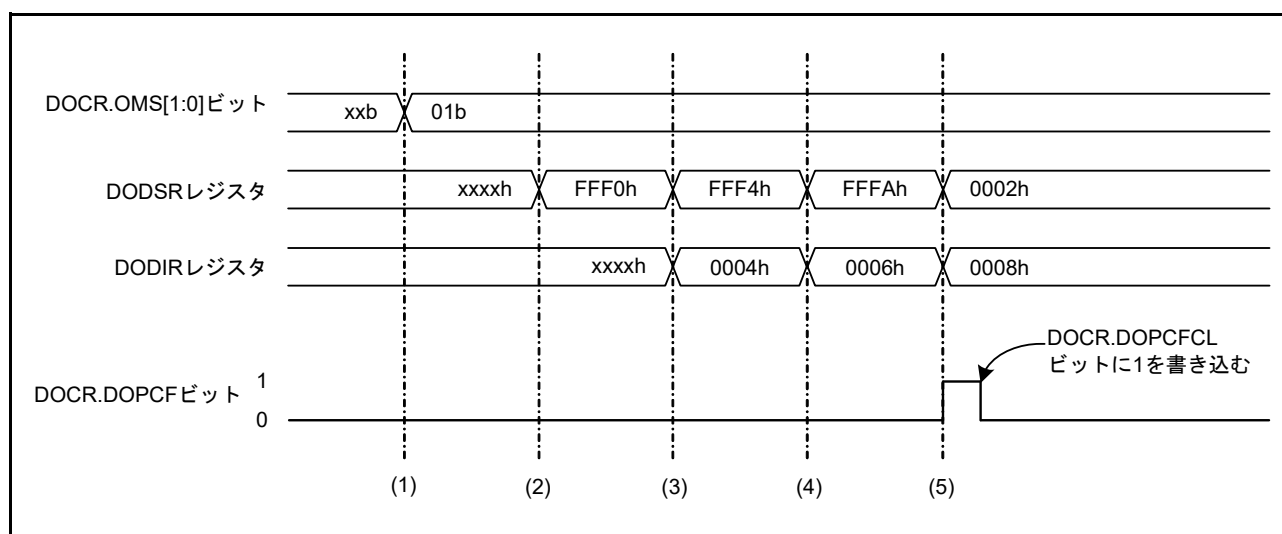 DOCR.OMS[1:0]ビット
xxb
01b
DODSRレジスタ
xxxxh
FFF0h
FFF4h
FFFAh
0002h
DODIRレジスタ
xxxxh
0004h
0006h
0008h
DOCR.DOPCFCL
ビットに1を書き込む
DOCR.DOPCFビット
1
0
(1)
(2)
(3)
(4)
(5)